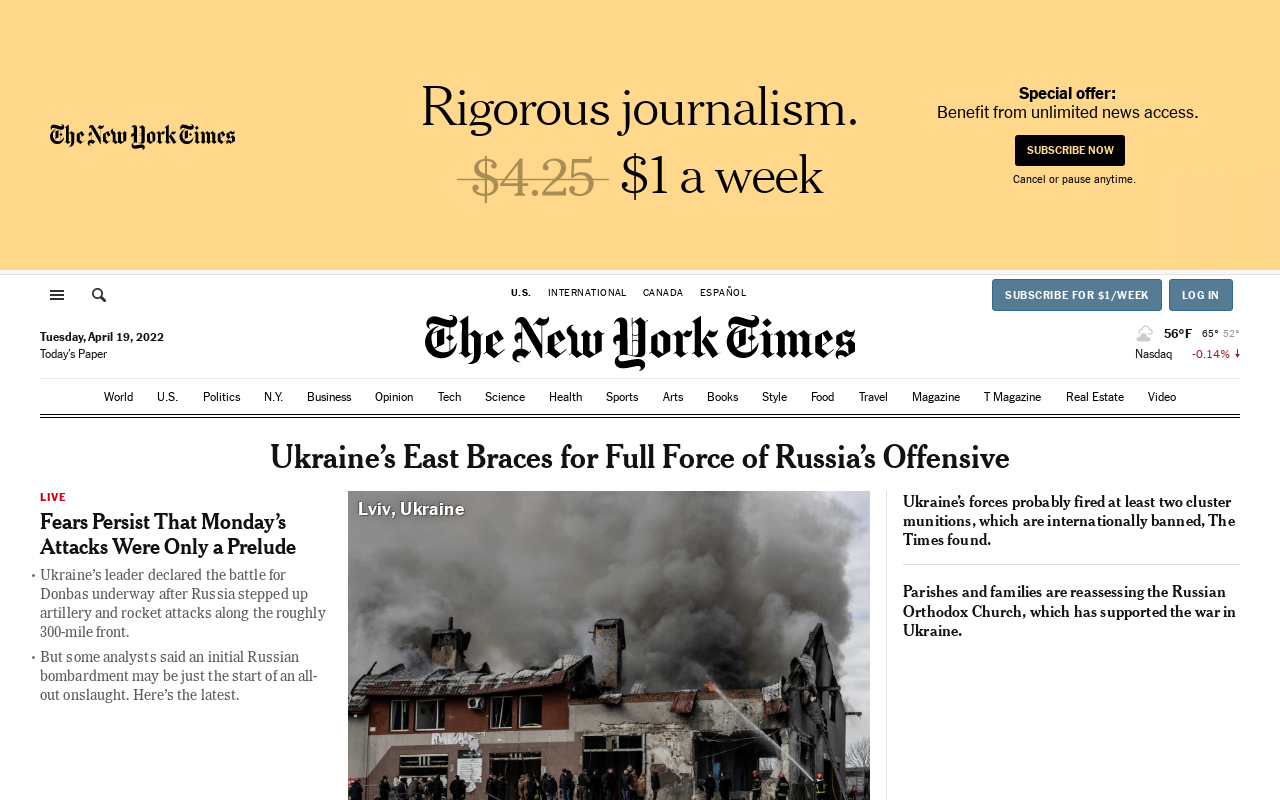 The New York Times
Rigorous journalism.
$4.25 $1 a week
Special offer:
Benefit from unlimited news access.
SUBSCRIBE NOW
Cancel or pause anytime.
U.S. INTERNATIONAL CANADA ESPAÑOL
SUBSCRIBE FOR $1/WEEK LOG IN
Tuesday, April 19, 2022
Today's Paper
The New York Times
56°F 65° 52°
Nasdaq -0.14% ↓
World U.S. Politics N.Y. Business Opinion Tech Science Health Sports Arts Books Style Food Travel Magazine T Magazine Real Estate Video
Ukraine's East Braces for Full Force of Russia's Offensive
LIVE
Fears Persist That Monday's
Attacks Were Only a Prelude
• Ukraine's leader declared the battle for
Donbas underway after Russia stepped up
artillery and rocket attacks along the roughly
300-mile front.
• But some analysts said an initial Russian
bombardment may be just the start of an all-
out onslaught. Here's the latest.
Lviv, Ukraine
Ukraine's forces probably fired at least two cluster
munitions, which are internationally banned, The
Times found.
Parishes and families are reassessing the Russian
Orthodox Church, which has supported the war in
Ukraine.